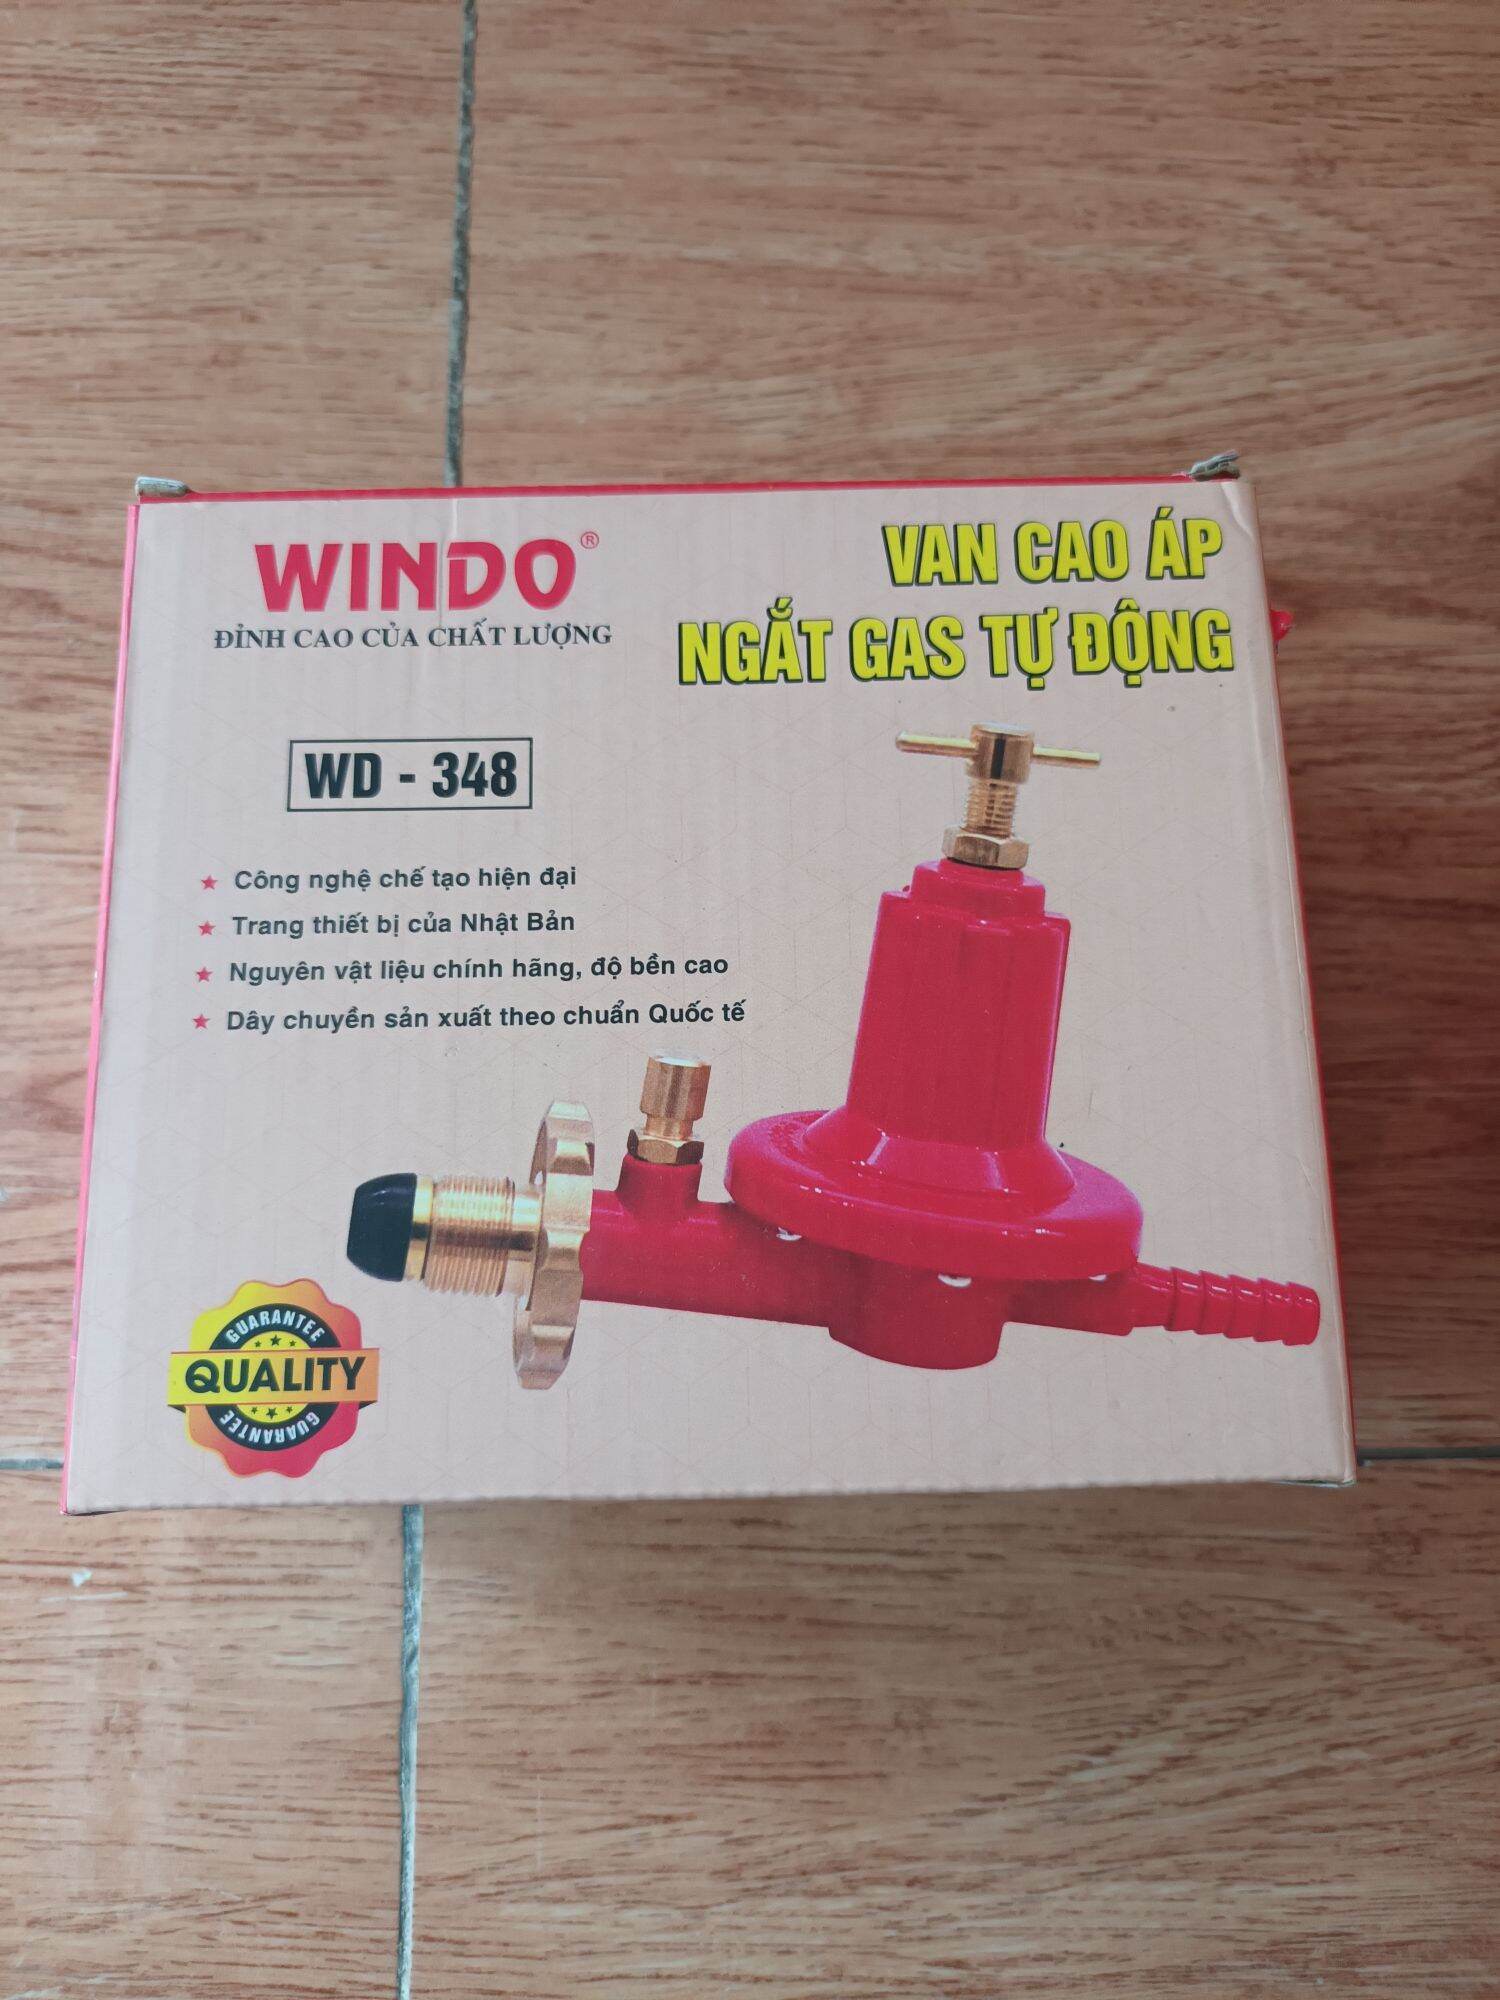 WINDO®
ĐỈNH CAO CỦA CHẤT LƯỢNG
VAN CAO ÁP
NGẮT GAS TỰ ĐỘNG
WD - 348
★ Công nghệ chế tạo hiện đại
★ Trang thiết bị của Nhật Bản
★ Nguyên vật liệu chính hãng, độ bền cao
★ Dây chuyền sản xuất theo chuẩn Quốc tế
GUARANTEE
QUALITY
GUARANTEE